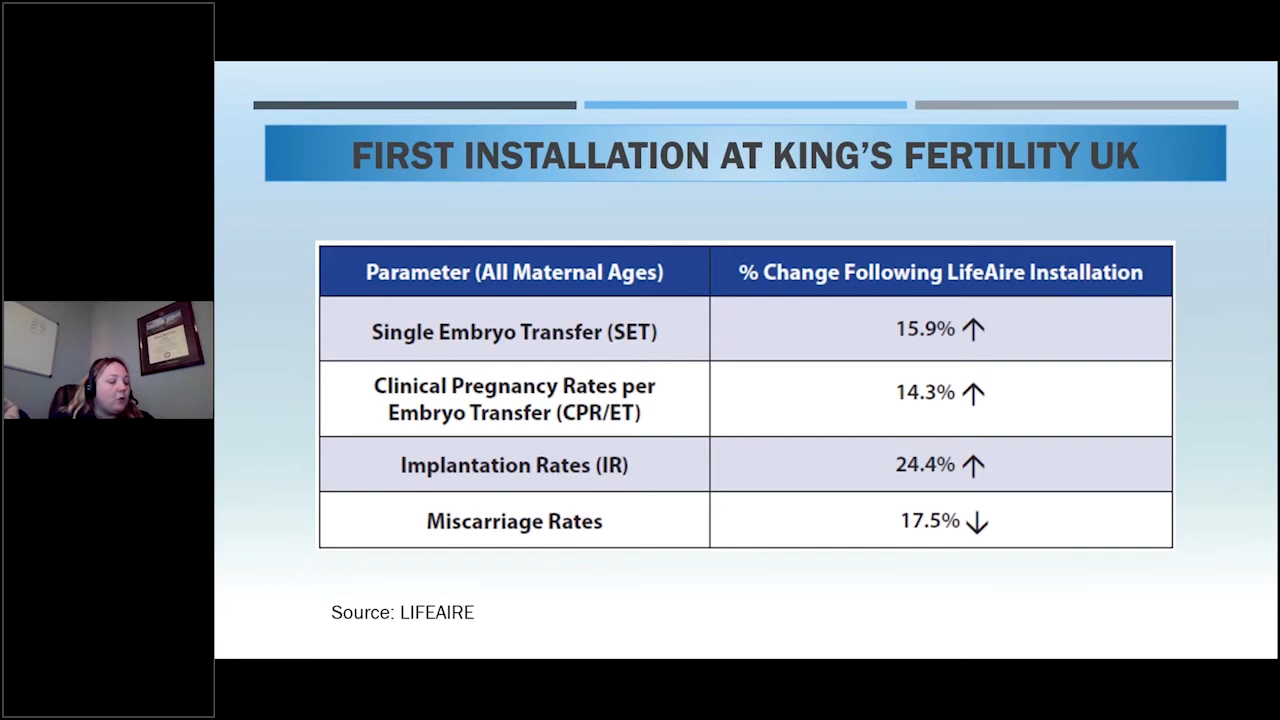 FIRST INSTALLATION AT KING’S FERTILITY UK
Parameter (All Maternal Ages)
% Change Following LifeAire Installation
Single Embryo Transfer (SET)
15.9% ↑
Clinical Pregnancy Rates per
Embryo Transfer (CPR/ET)
14.3% ↑
Implantation Rates (IR)
24.4% ↑
Miscarriage Rates
17.5% ↓
Source: LIFEAIRE